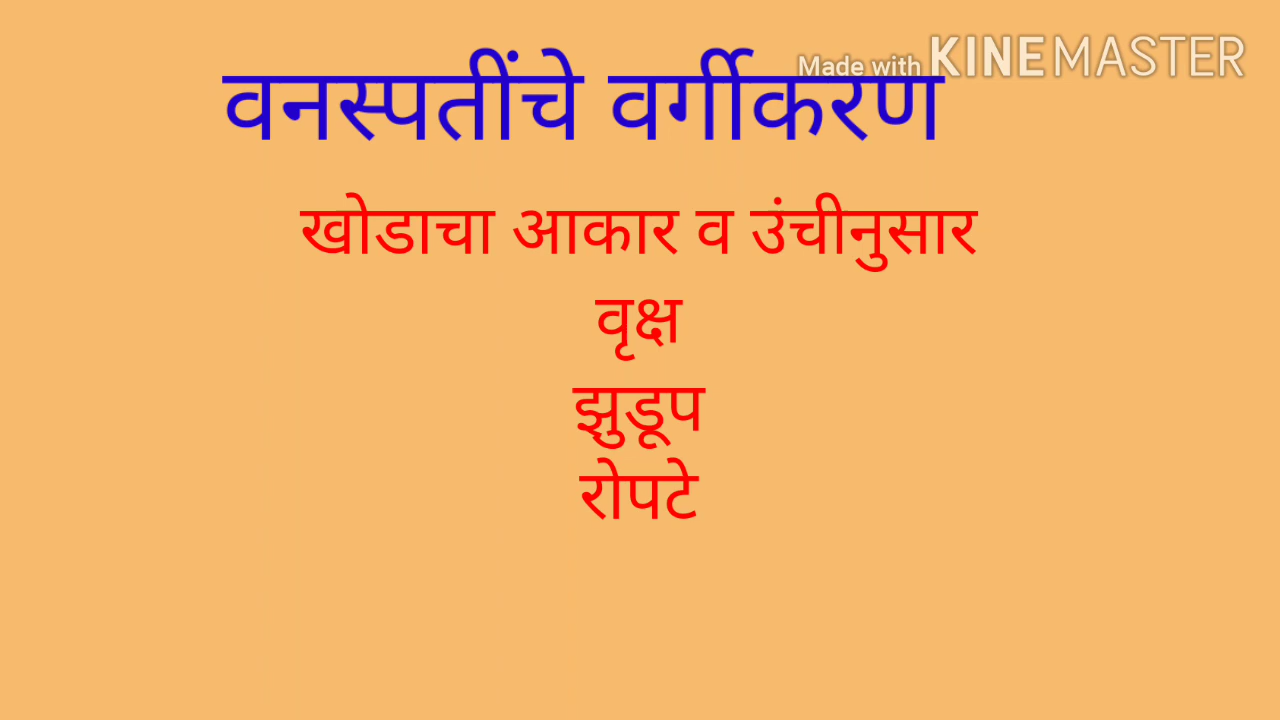 Made with KINEMASTER
वनस्पतींचे वर्गीकरण
खोडाचा आकार व उंचीनुसार
वृक्ष
झुडूप
रोपटे